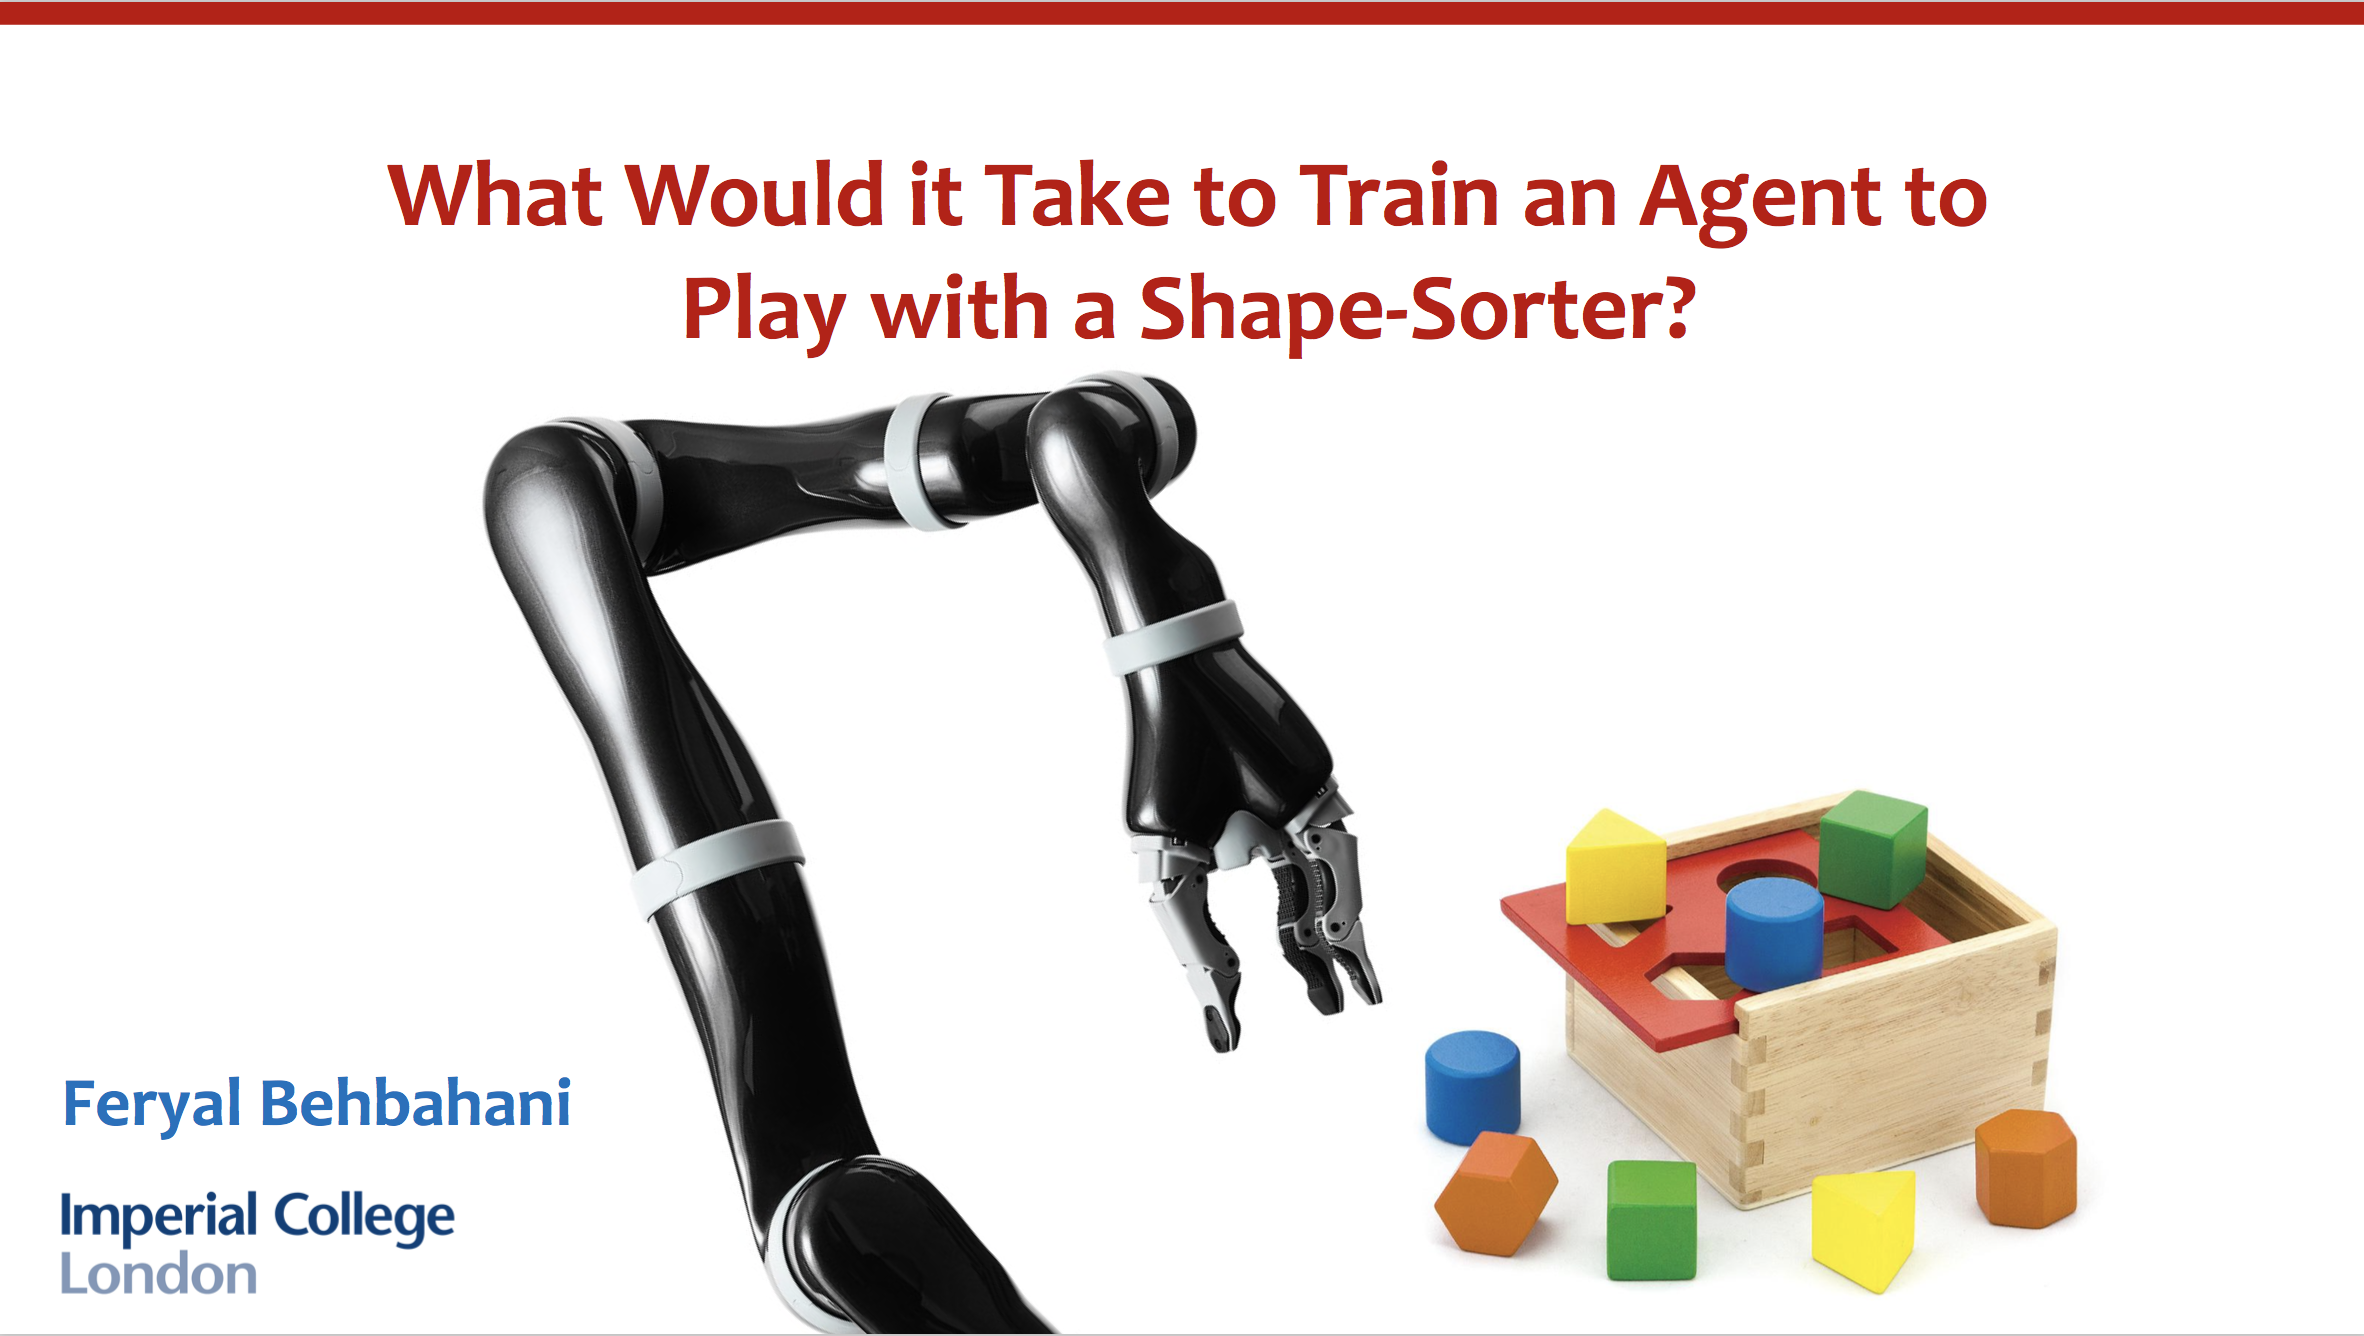 What Would it Take to Train an Agent to
Play with a Shape-Sorter?
Feryal Behbahani
Imperial College
London